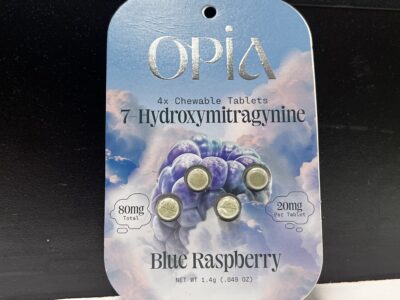 OPiA
4x Chewable Tablets
7-Hydroxymitragynine
80mg
Total
20mg
Per Tablet
Blue Raspberry
NET WT 1.4g (.049 OZ)